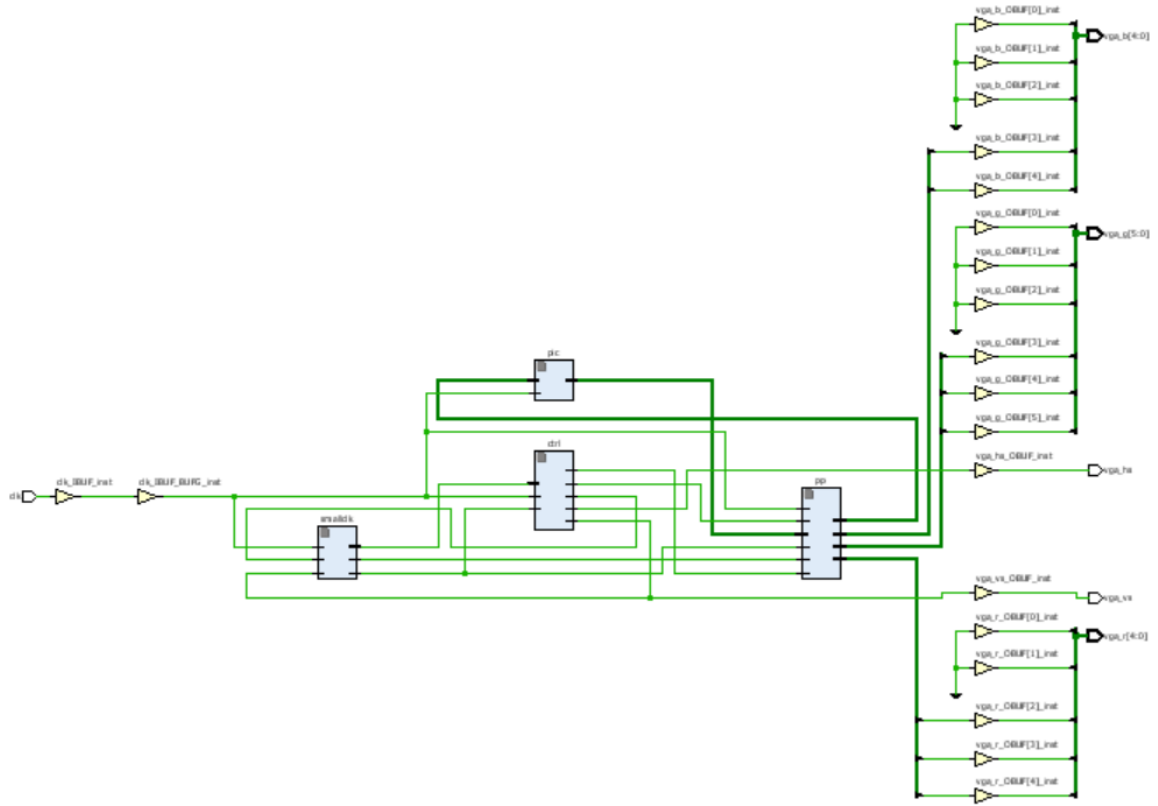 vga_b_OBUF[0]_inst
vga_b[4:0]
vga_b_OBUF[1]_inst
vga_b_OBUF[2]_inst
vga_b_OBUF[3]_inst
vga_b_OBUF[4]_inst
vga_g_OBUF[0]_inst
vga_g[5:0]
vga_g_OBUF[1]_inst
vga_g_OBUF[2]_inst
vga_g_OBUF[3]_inst
pic
vga_g_OBUF[4]_inst
vga_g_OBUF[5]_inst
ctrl
vga_hs_OBUF_inst
vga_hs
clk_IBUF_inst
clk_IBUF_BUFG_inst
pp
clk
smallclk
vga_vs_OBUF_inst
vga_vs
vga_r_OBUF[0]_inst
vga_r[4:0]
vga_r_OBUF[1]_inst
vga_r_OBUF[2]_inst
vga_r_OBUF[3]_inst
vga_r_OBUF[4]_inst